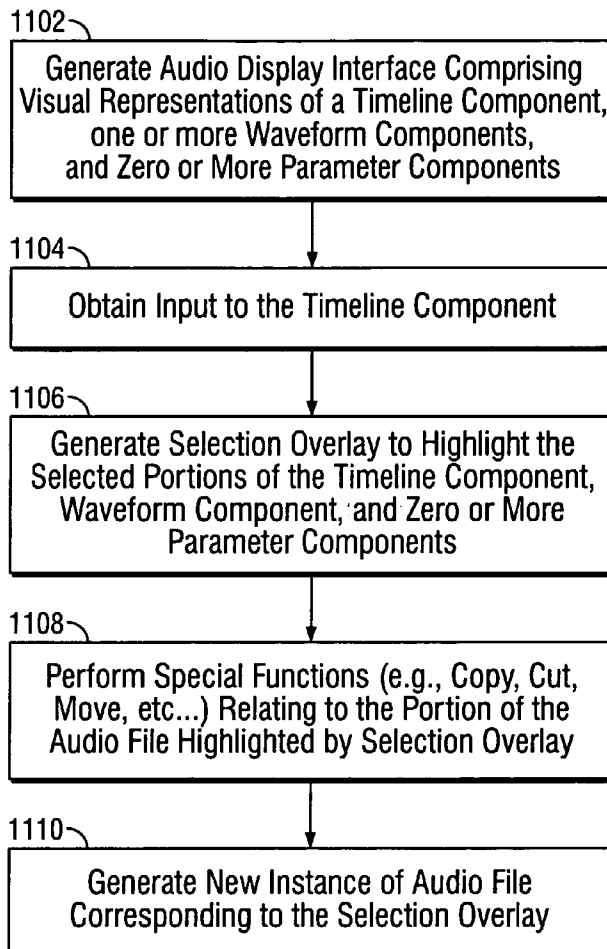 1102
Generate Audio Display Interface Comprising
Visual Representations of a Timeline Component,
one or more Waveform Components,
and Zero or More Parameter Components
1104
Obtain Input to the Timeline Component
1106
Generate Selection Overlay to Highlight the
Selected Portions of the Timeline Component,
Waveform Component, and Zero or More
Parameter Components
1108
Perform Special Functions (e.g., Copy, Cut,
Move, etc...) Relating to the Portion of the
Audio File Highlighted by Selection Overlay
1110
Generate New Instance of Audio File
Corresponding to the Selection Overlay